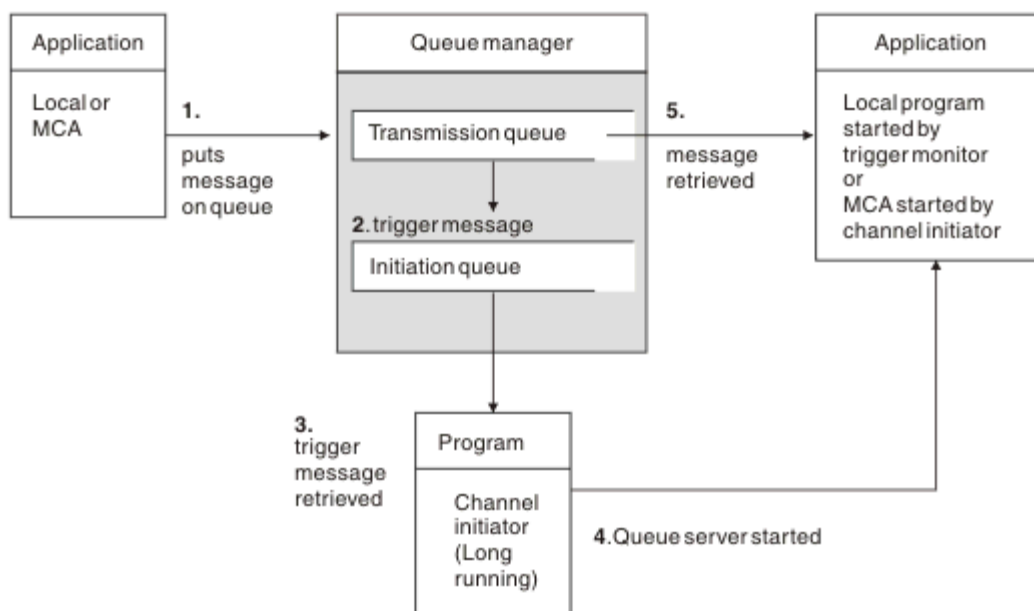 Application
Local or
MCA
1.
puts
message
on queue
Queue manager
Transmission queue
2. trigger message
Initiation queue
5.
message
retrieved
Application
Local program
started by
trigger monitor
or
MCA started by
channel initiator
3.
trigger
message
retrieved
Program
Channel
initiator
(Long
running)
4.Queue server started